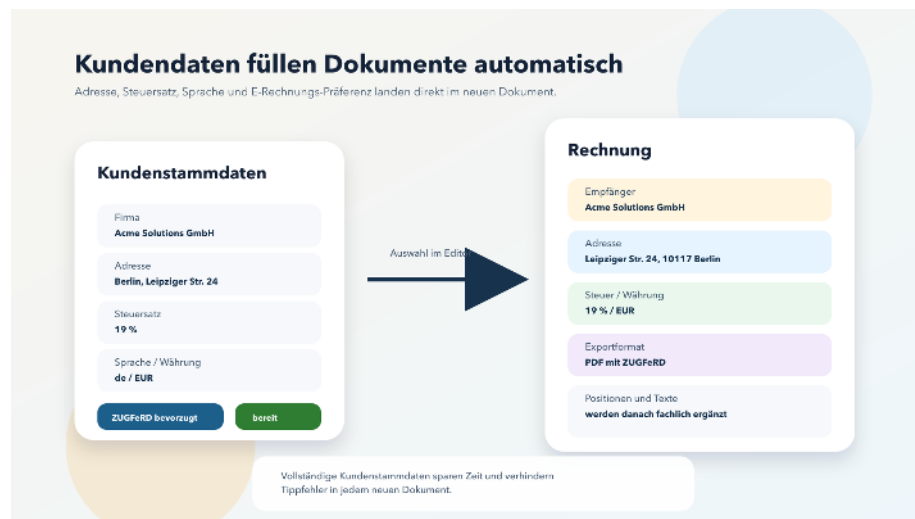 Kundendaten füllen Dokumente automatisch
Adresse, Steuersatz, Sprache und E-Rechnungs-Präferenz landen direkt im neuen Dokument.
Kundenstammdaten
Firma
Acme Solutions GmbH
Adresse
Berlin, Leipziger Str. 24
Steuersatz
19 %
Sprache / Währung
de / EUR
ZUGFeRD bevorzugt
bereit
Auswahl im Editor
Rechnung
Empfänger
Acme Solutions GmbH
Adresse
Leipziger Str. 24, 10117 Berlin
Steuer / Währung
19 % / EUR
Exportformat
PDF mit ZUGFeRD
Positionen und Texte
werden danach fachlich ergänzt
Vollständige Kundenstammdaten sparen Zeit und verhindern
Tippfehler in jedem neuen Dokument.